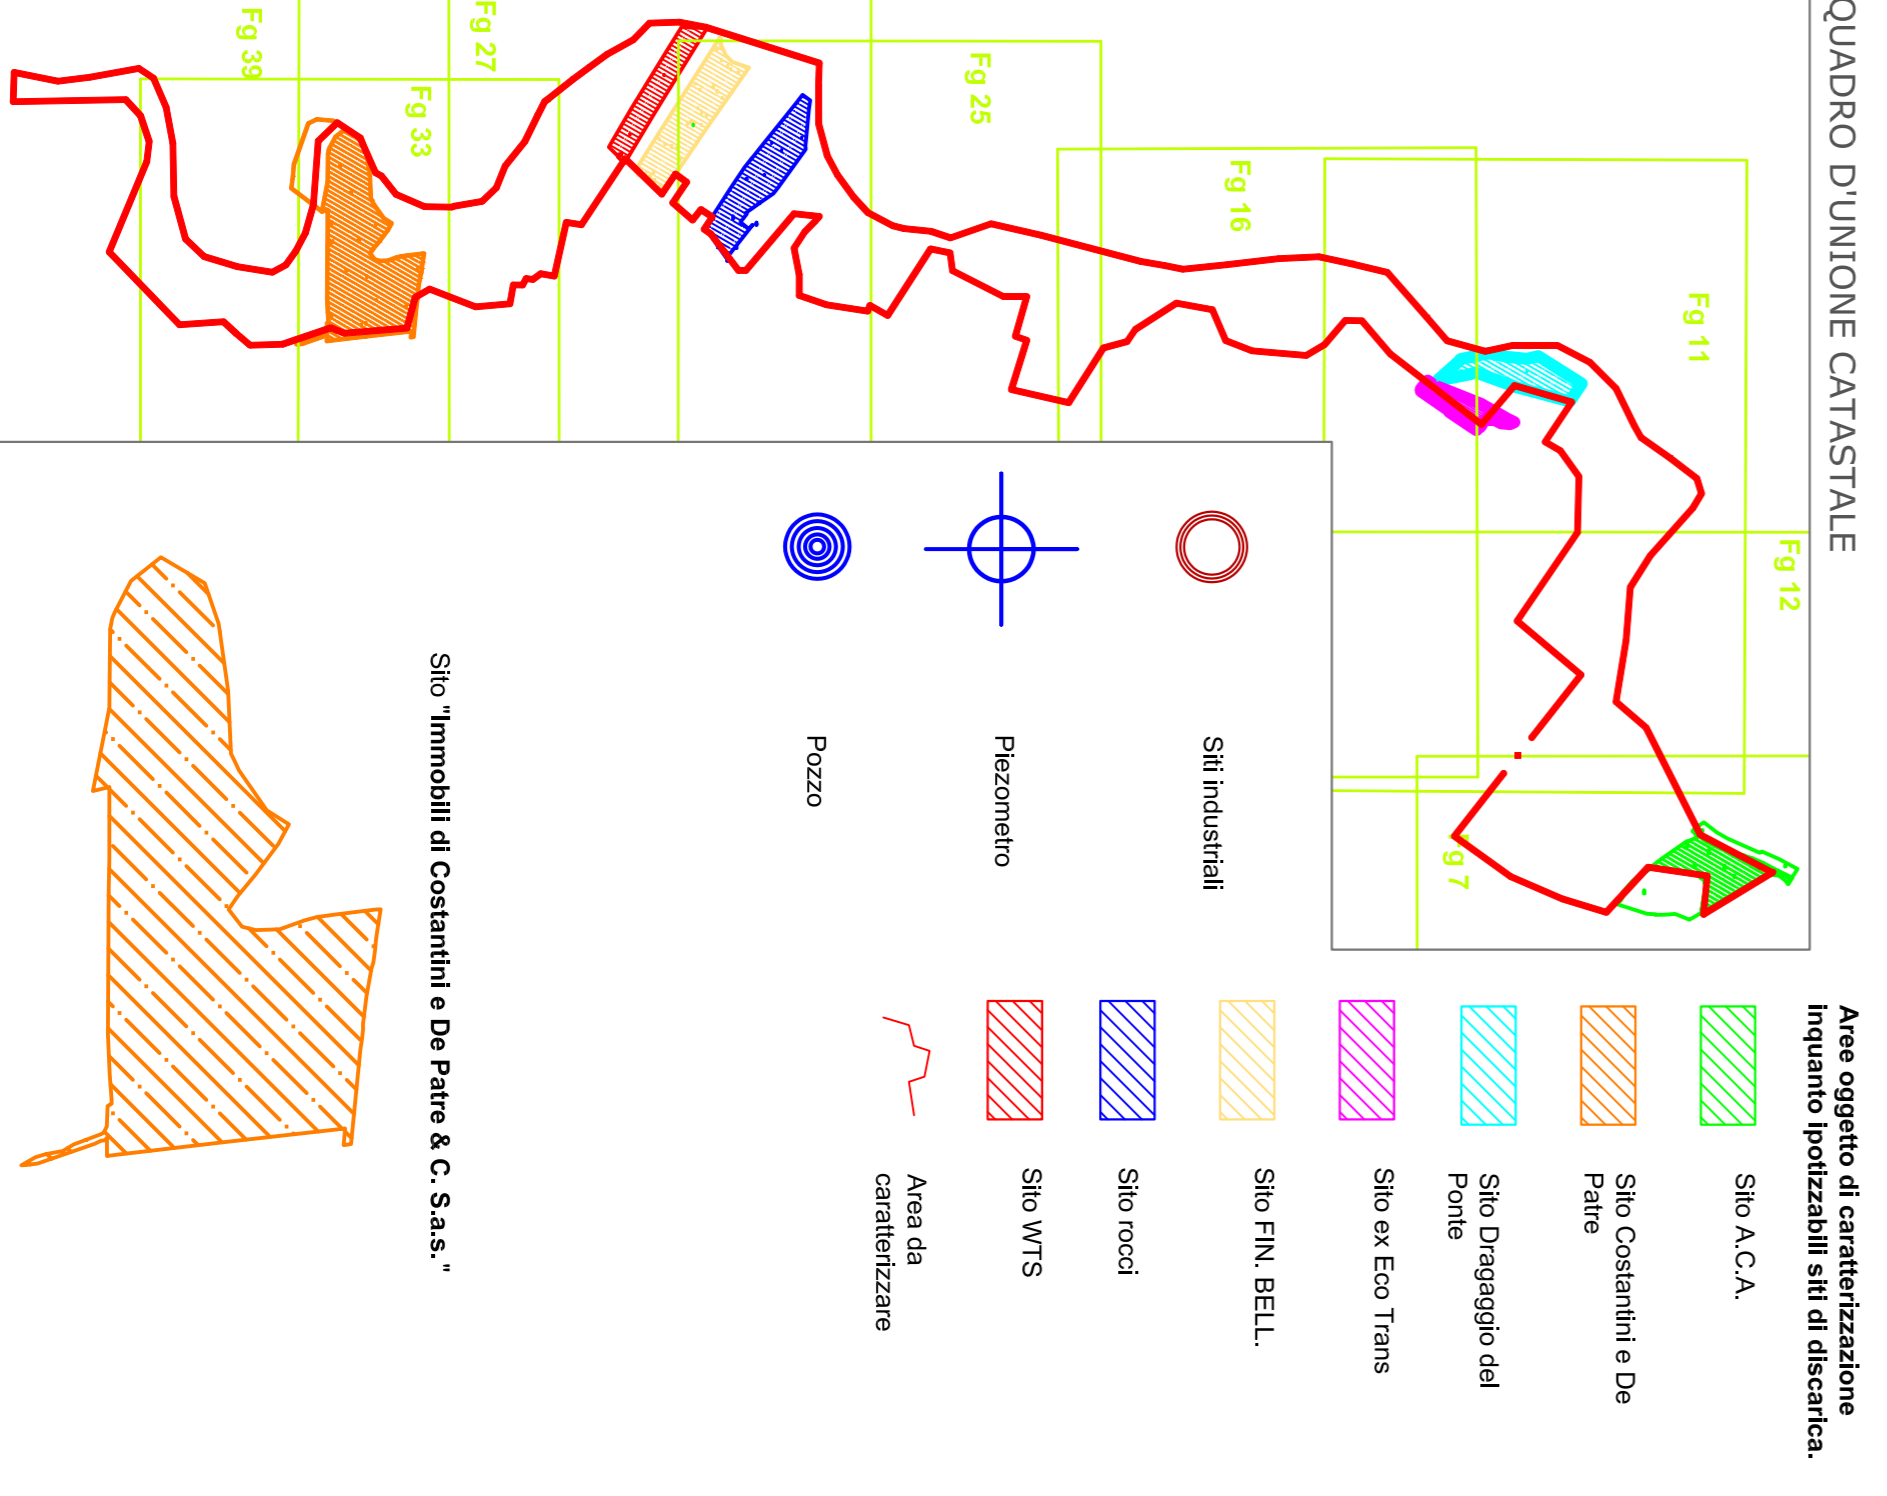 QUADRO D'UNIONE CATASTALE
Fg 12
Fg 11
Fg 7
Fg 16
Fg 25
Fg 27
Fg 33
Fg 39
Aree oggetto di caratterizzazione
inquanto ipotizzabili siti di discarica.
Sito A.C.A.
Sito Costantini e De
Patre
Sito Dragaggio del
Ponte
Sito ex Eco Trans
Sito FIN. BELL.
Sito rocci
Sito WTS
Area da
caratterizzare
Siti industriali
Piezometro
Pozzo
Sito "Immobili di Costantini e De Patre & C. S.a.s. "